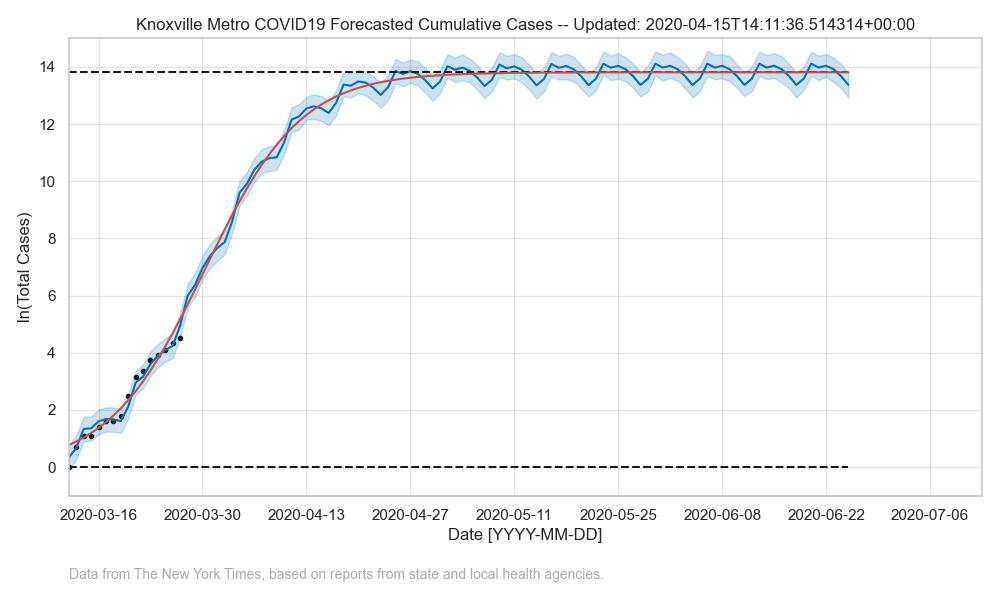 Knoxville Metro COVID19 Forecasted Cumulative Cases -- Updated: 2020-04-15T14:11:36.514314+00:00
14
12
10
8
6
4
2
0
ln(Total Cases)
2020-03-16 2020-03-30 2020-04-13 2020-04-27 2020-05-11 2020-05-25 2020-06-08 2020-06-22 2020-07-06
Date [YYYY-MM-DD]
Data from The New York Times, based on reports from state and local health agencies.